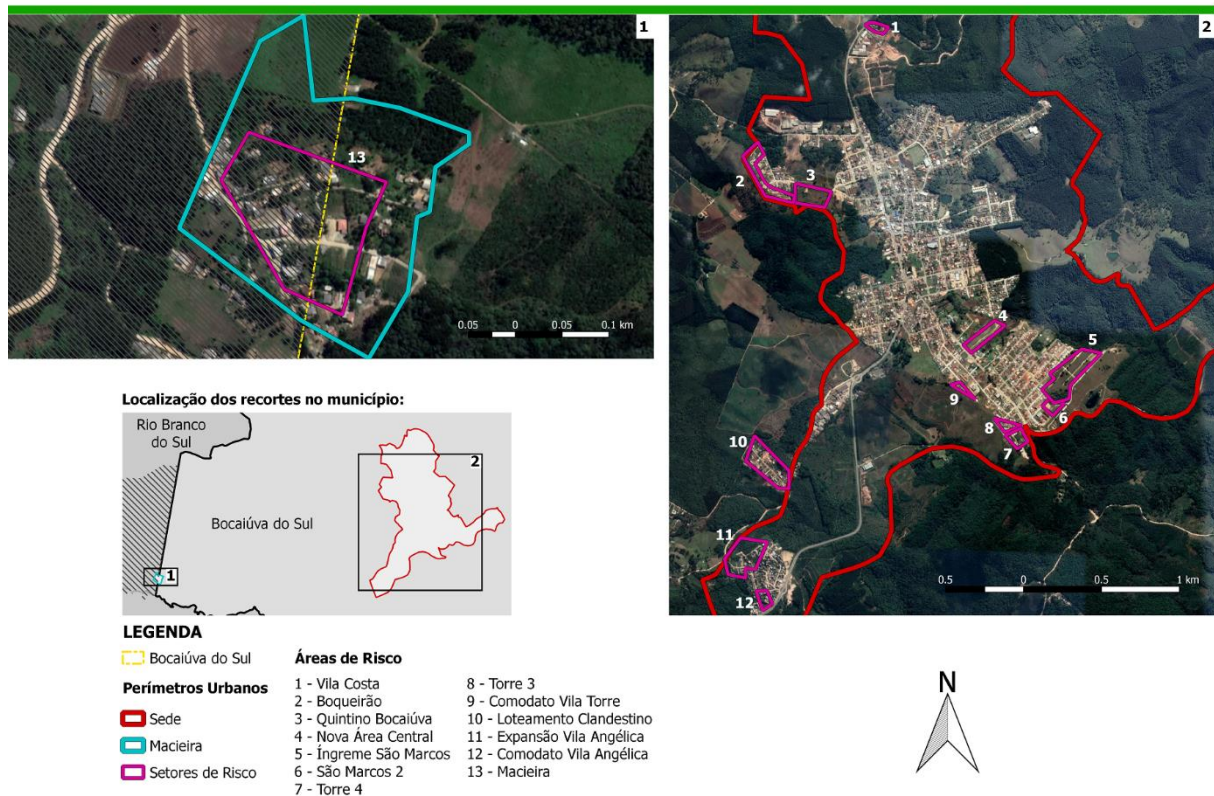 1
13
0.05 0 0.05 0.1 km
2
1
2
3
4
5
6
7
8
9
10
11
12
0.5 0 0.5 1 km
Localização dos recortes no município:
Rio Branco
do Sul
Bocaiúva do Sul
1
2
LEGENDA
Bocaiúva do Sul
Perímetros Urbanos
Sede
Macieira
Setores de Risco
Áreas de Risco
1 - Vila Costa
2 - Boqueirão
3 - Quintino Bocaiúva
4 - Nova Área Central
5 - Íngreme São Marcos
6 - São Marcos 2
7 - Torre 4
8 - Torre 3
9 - Comodato Vila Torre
10 - Loteamento Clandestino
11 - Expansão Vila Angélica
12 - Comodato Vila Angélica
13 - Macieira
N